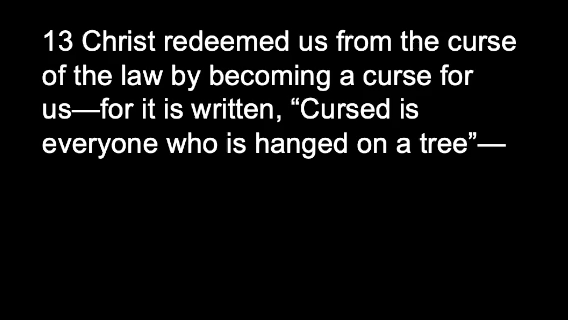 13 Christ redeemed us from the curse
of the law by becoming a curse for
us—for it is written, “Cursed is
everyone who is hanged on a tree”—